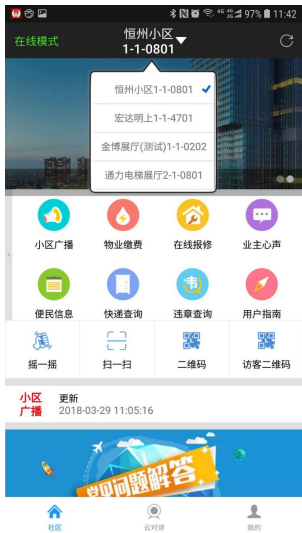 97% 11:42
在线模式
恒州小区
1-1-0801
恒州小区1-1-0801
宏达明上1-1-4701
金博展厅(测试)1-1-0202
通力电梯展厅2-1-0801
小区广播 物业缴费 在线报修 业主心声
便民信息 快递查询 违章查询 用户指南
摇一摇 扫一扫 二维码 访客二维码
小区 更新
广播 2018-03-29 11:05:16
常见问题解答
社区 云对讲 我的